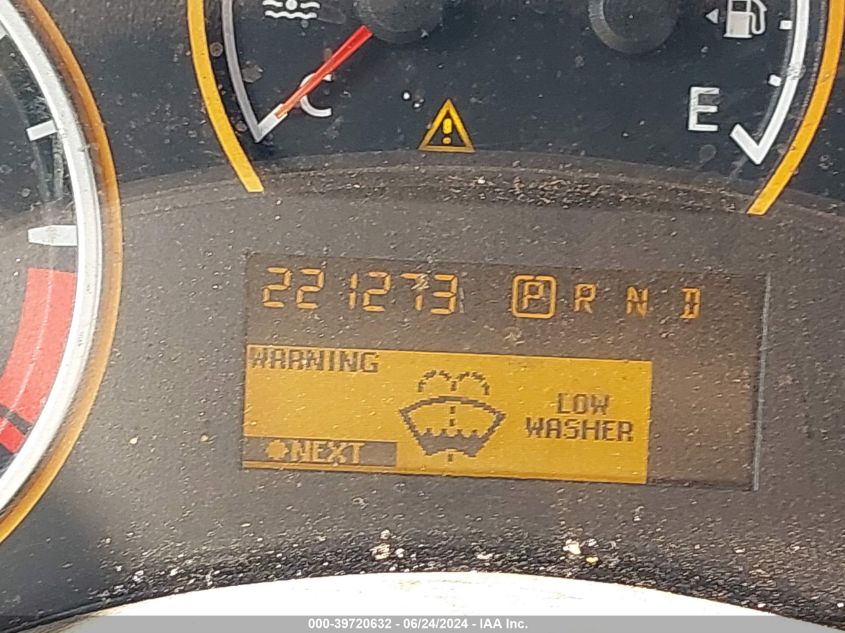 C
E
221273 P R N D
WARNING
LOW
WASHER
NEXT
000-39720632 - 06/24/2024 - IAA Inc.